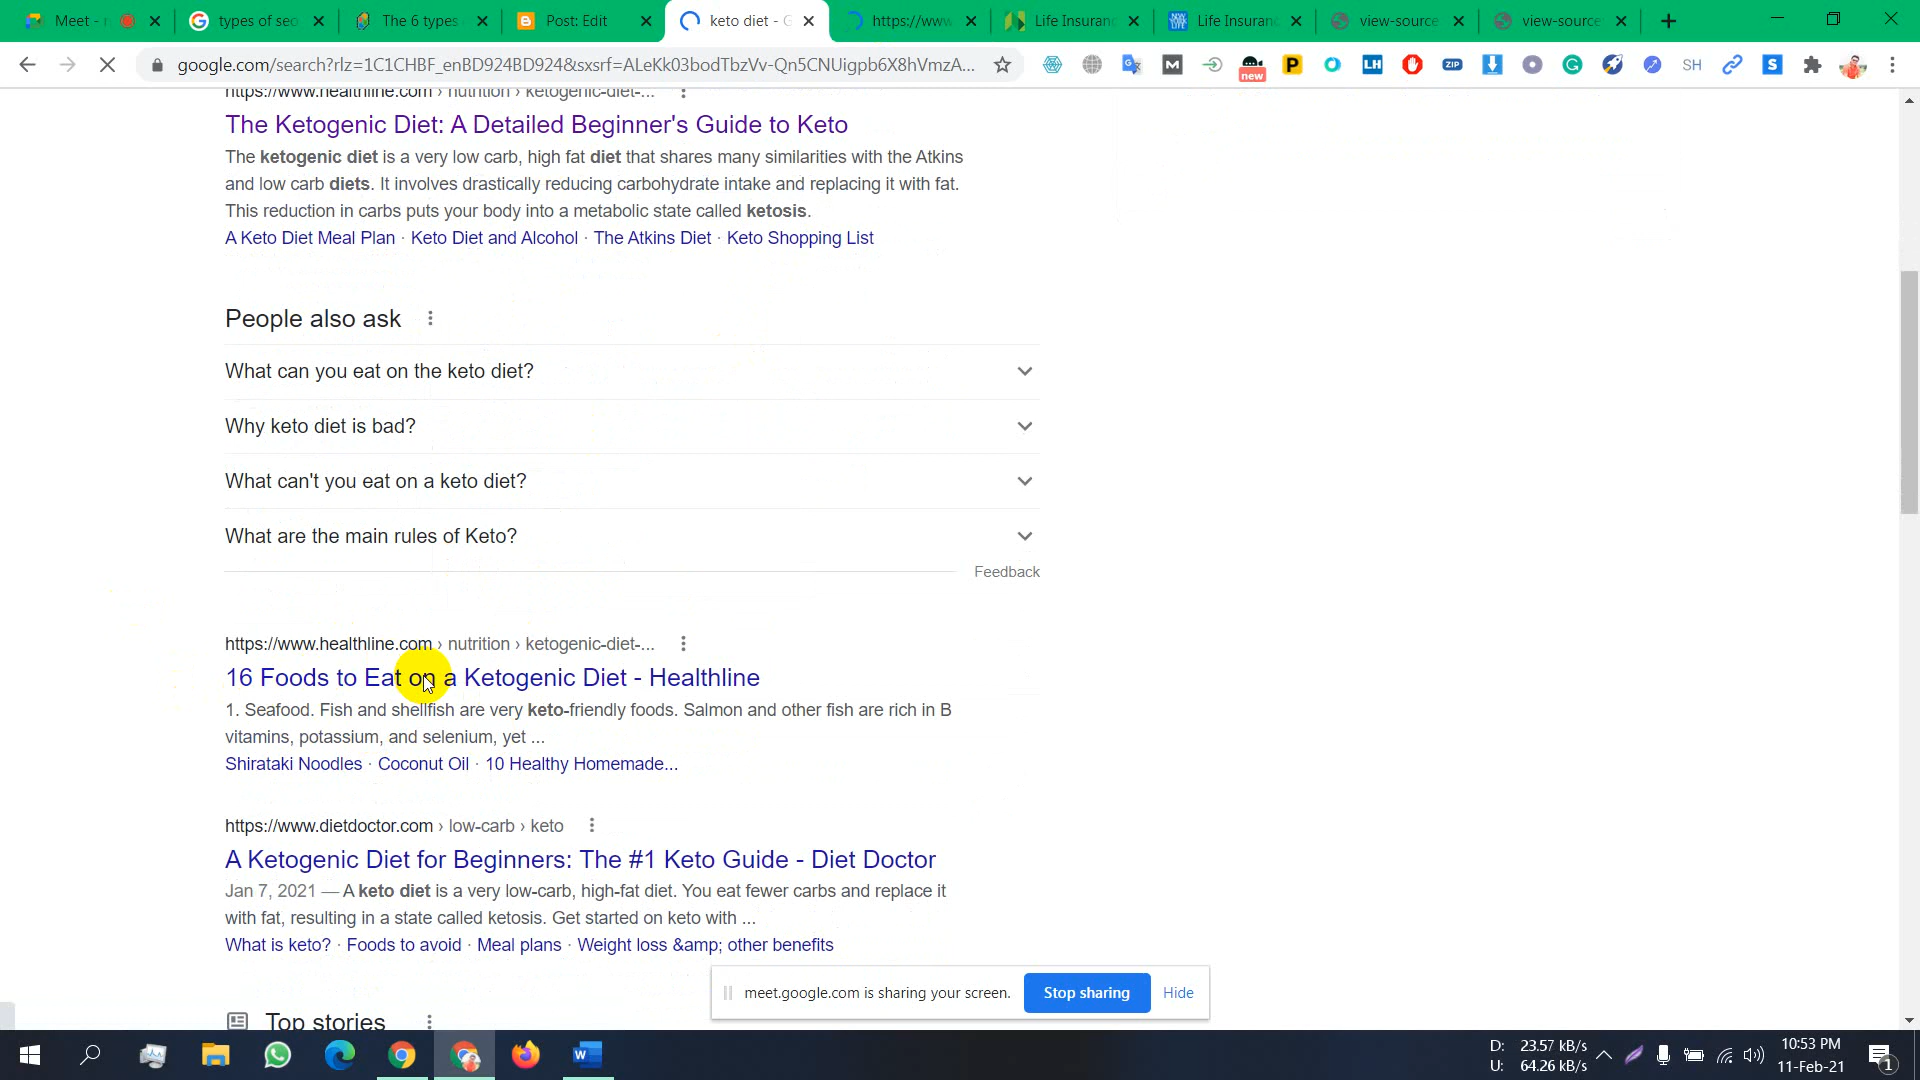 Meet - n
types of seo
The 6 types
Post: Edit
keto diet - G
https://www
Life Insuranc
Life Insuranc
view-source
view-source
google.com/search?rlz=1C1CHBF_enBD924BD924&sxsrf=ALeKk03bodTbzVv-Qn5CNUigpb6X8hVmzA...
M
new
P
LH
ZIP
SH
S
https://www.healthline.com › nutrition › ketogenic-diet-...
The Ketogenic Diet: A Detailed Beginner's Guide to Keto
The ketogenic diet is a very low carb, high fat diet that shares many similarities with the Atkins
and low carb diets. It involves drastically reducing carbohydrate intake and replacing it with fat.
This reduction in carbs puts your body into a metabolic state called ketosis.
A Keto Diet Meal Plan · Keto Diet and Alcohol · The Atkins Diet · Keto Shopping List
People also ask
What can you eat on the keto diet?
Why keto diet is bad?
What can't you eat on a keto diet?
What are the main rules of Keto?
Feedback
https://www.healthline.com › nutrition › ketogenic-diet-...
16 Foods to Eat on a Ketogenic Diet - Healthline
1. Seafood. Fish and shellfish are very keto-friendly foods. Salmon and other fish are rich in B
vitamins, potassium, and selenium, yet ...
Shirataki Noodles · Coconut Oil · 10 Healthy Homemade...
https://www.dietdoctor.com › low-carb › keto
A Ketogenic Diet for Beginners: The #1 Keto Guide - Diet Doctor
Jan 7, 2021 — A keto diet is a very low-carb, high-fat diet. You eat fewer carbs and replace it
with fat, resulting in a state called ketosis. Get started on keto with ...
What is keto? · Foods to avoid · Meal plans · Weight loss &amp; other benefits
meet.google.com is sharing your screen.
Stop sharing
Hide
Top stories
D: 23.57 kB/s
U: 64.26 kB/s
10:53 PM
11-Feb-21
1